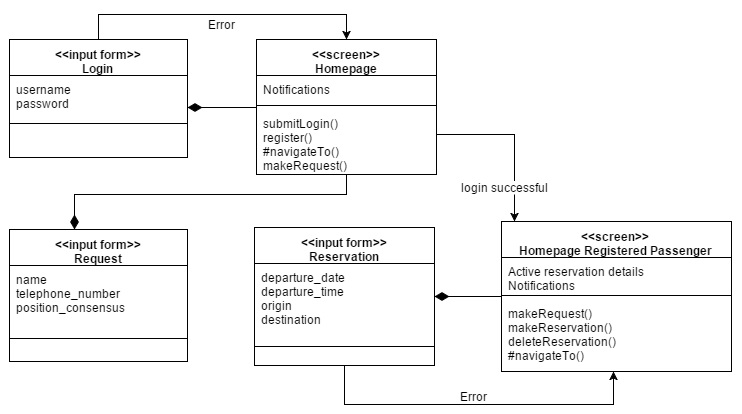 Error
<<input form>>
Login
username
password
<<screen>>
Homepage
Notifications
submitLogin()
register()
#navigateTo()
makeRequest()
login successful
<<input form>>
Request
name
telephone_number
position_consensus
<<input form>>
Reservation
departure_date
departure_time
origin
destination
<<screen>>
Homepage Registered Passenger
Active reservation details
Notifications
makeRequest()
makeReservation()
deleteReservation()
#navigateTo()
Error